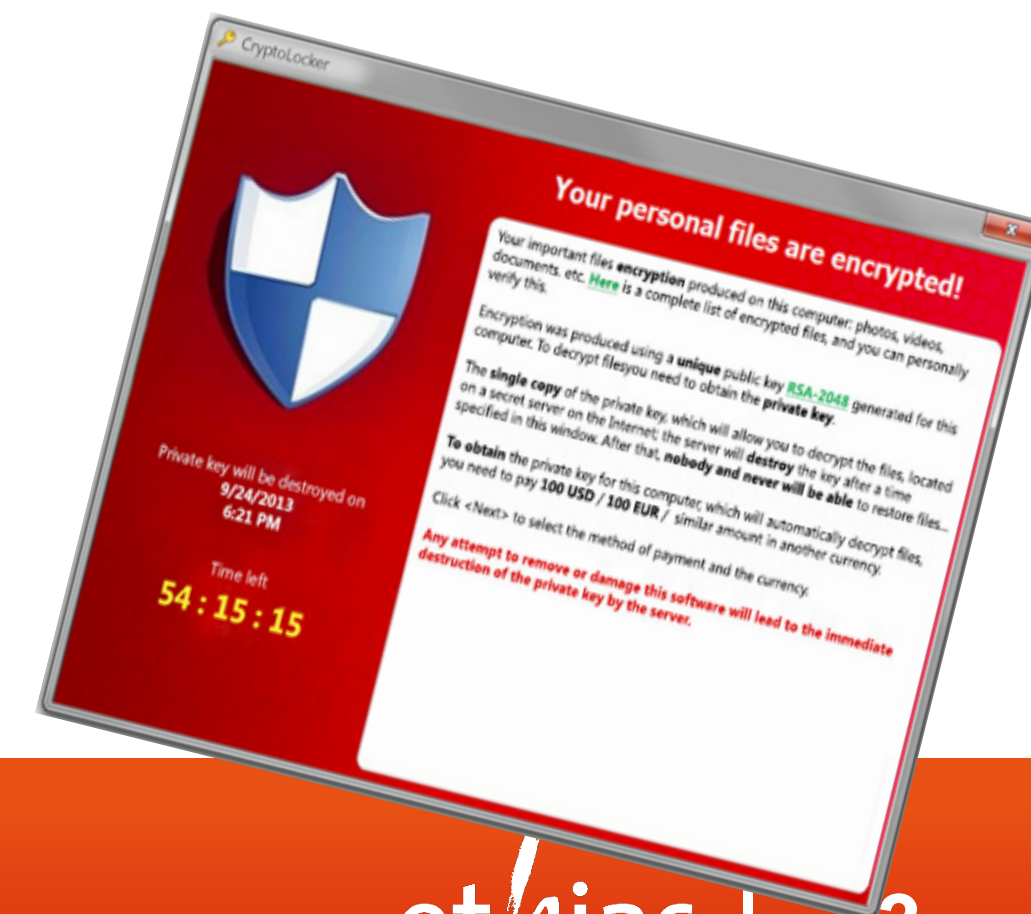 CryptoLocker
Your personal files are encrypted!
Your important files encryption produced on this computer: photos, videos,
documents, etc. Here is a complete list of encrypted files, and you can personally
verify this.
Encryption was produced using a unique public key RSA-2048 generated for this
computer. To decrypt filesyou need to obtain the private key.
The single copy of the private key, which will allow you to decrypt the files, located
on a secret server on the Internet; the server will destroy the key after a time
specified in this window. After that, nobody and never will be able to restore files...
To obtain the private key for this computer, which will automatically decrypt files,
you need to pay 100 USD / 100 EUR / similar amount in another currency.
Click <Next> to select the method of payment and the currency.
Any attempt to remove or damage this software will lead to the immediate
destruction of the private key by the server.
Private key will be destroyed on
9/24/2013
6:21 PM
Time left
54:15:15